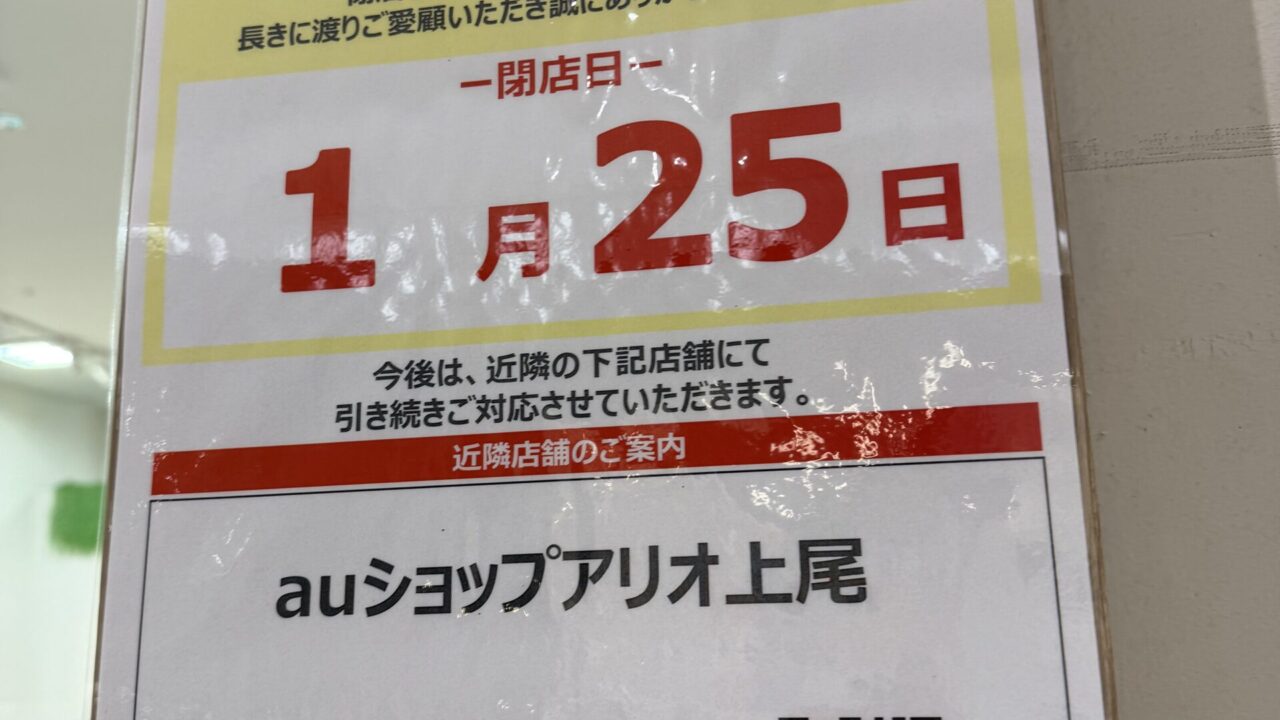 長きに渡りご愛顧いただき誠にありが
ー閉店日ー
1月25日
今後は、近隣の下記店舗にて
引き続きご対応させていただきます。
近隣店舗のご案内
auショップアリオ上尾